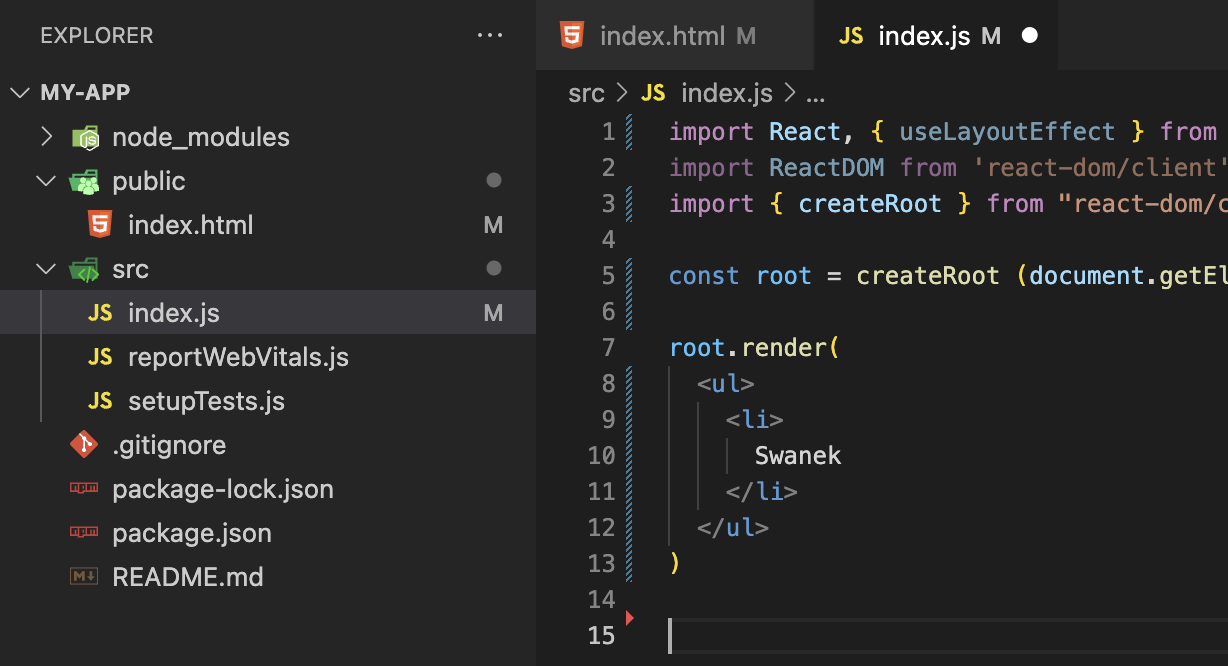 EXPLORER ...
MY-APP
node_modules
public
index.html M
src
JS index.js M
JS reportWebVitals.js
JS setupTests.js
.gitignore
package-lock.json
package.json
README.md
index.html M
JS index.js M
src > JS index.js > ...
1 import React, { useLayoutEffect } from
2 import ReactDOM from 'react-dom/client'
3 import { createRoot } from "react-dom/c
4
5 const root = createRoot (document.getEl
6
7 root.render(
8 <ul>
9 <li>
10 Swanek
11 </li>
12 </ul>
13 )
14
15